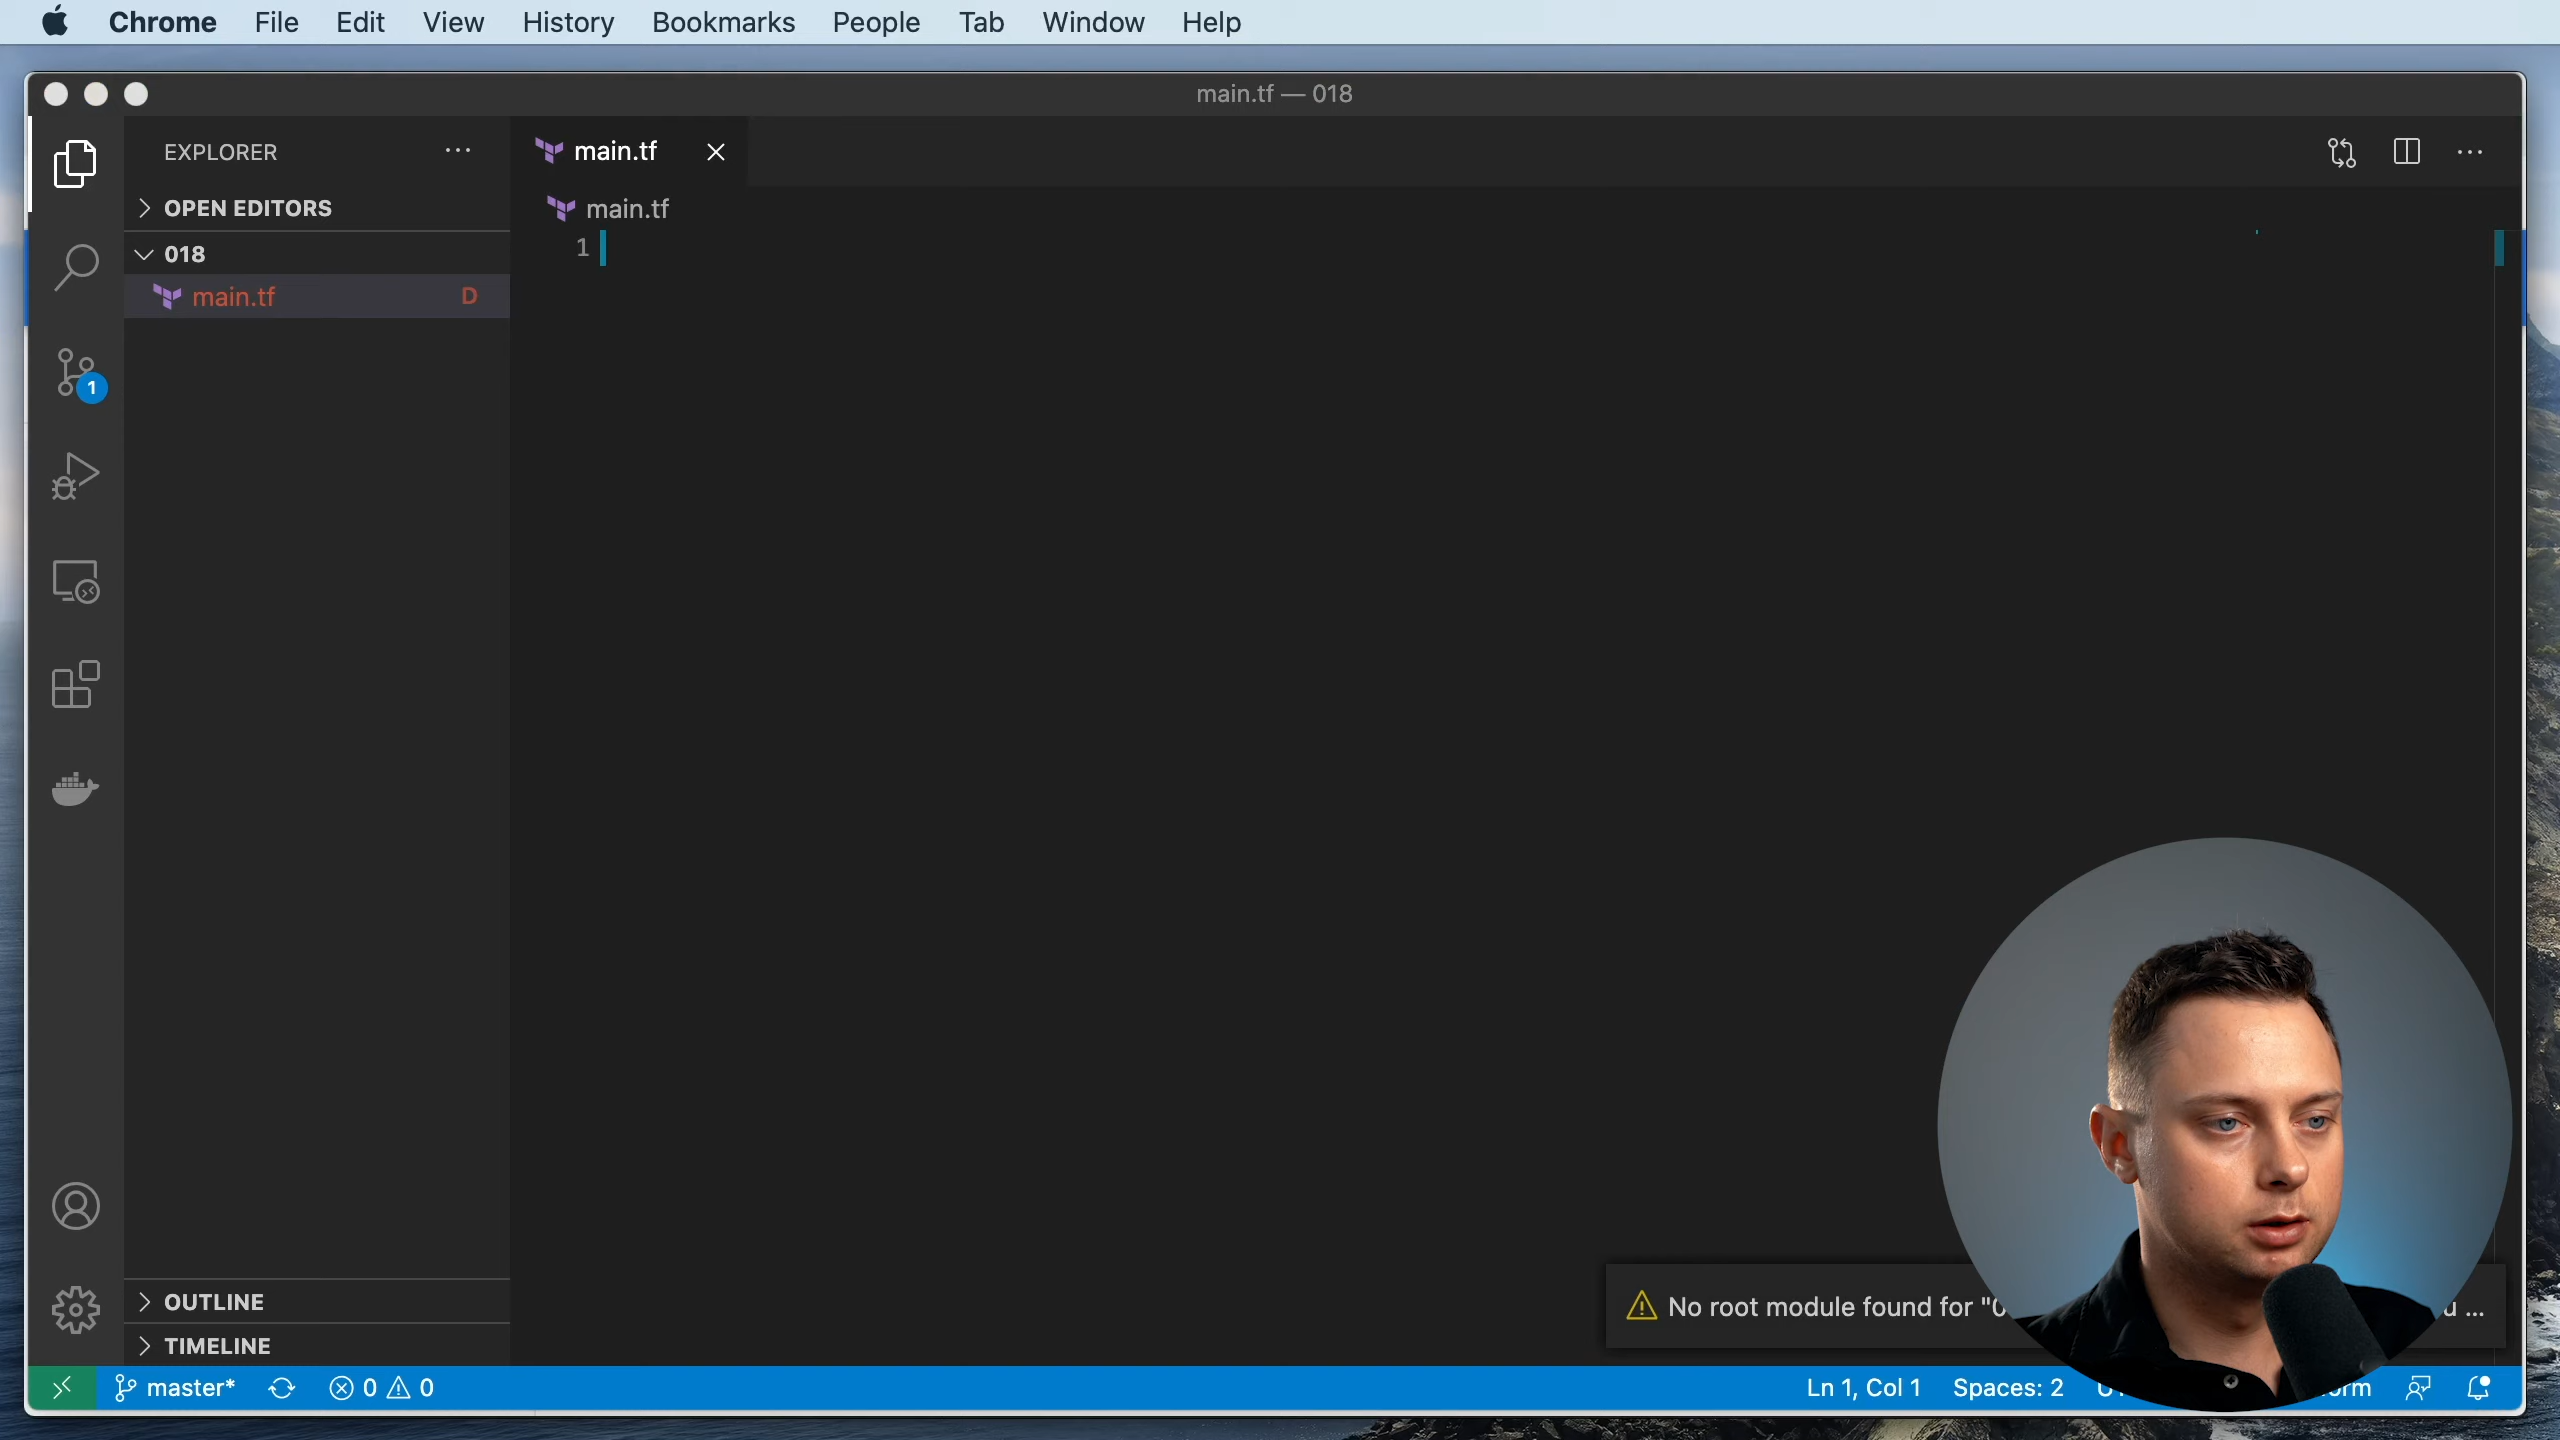 Chrome File Edit View History Bookmarks People Tab Window Help
main.tf — 018
EXPLORER
OPEN EDITORS
018
main.tf D
1
main.tf
main.tf
1
No root module found for "0
u ...
OUTLINE
TIMELINE
master*
0 0
Ln 1, Col 1 Spaces: 2